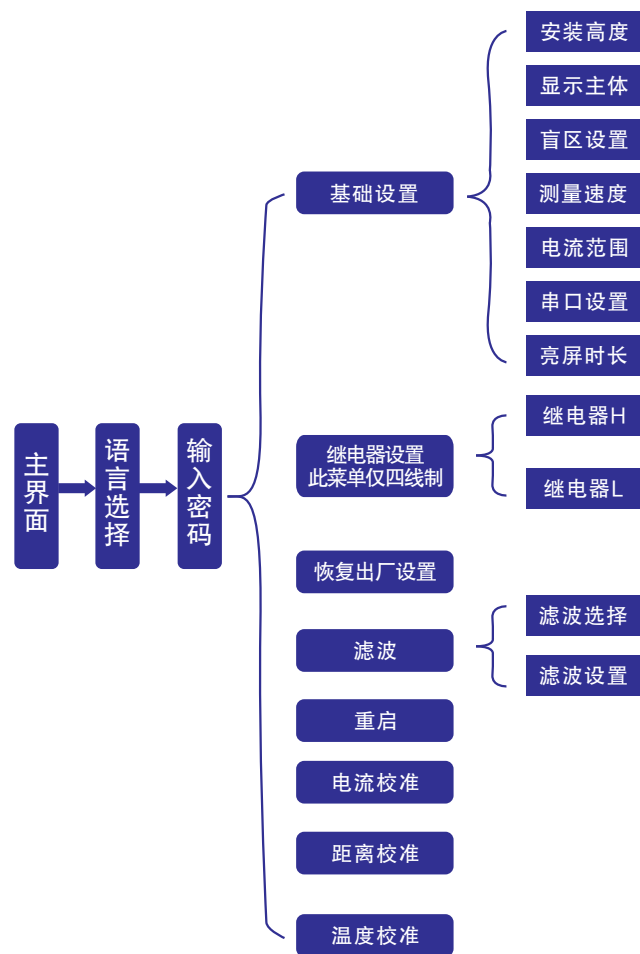 主界面
语言选择
输入密码
基础设置
安装高度
显示主体
盲区设置
测量速度
电流范围
串口设置
亮屏时长
继电器设置
此菜单仅四线制
继电器H
继电器L
恢复出厂设置
滤波
滤波选择
滤波设置
重启
电流校准
距离校准
温度校准